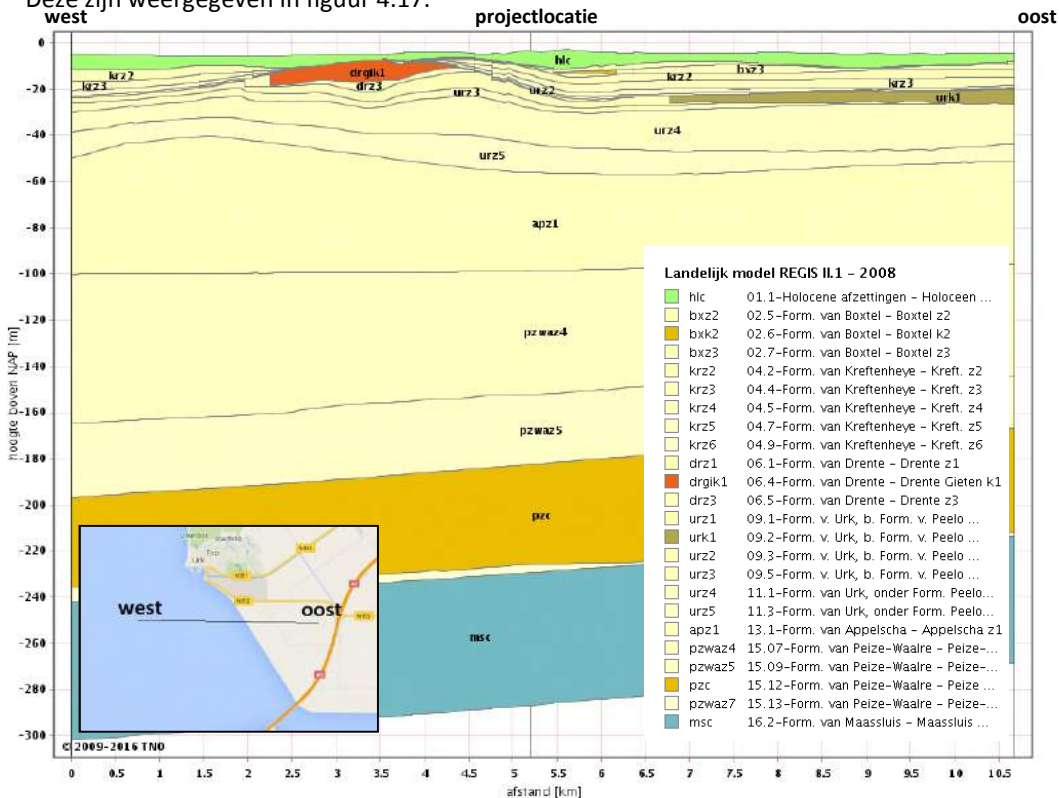 Deze zijn weergegeven in figuur 4.17.
west projectlocatie oost
hoogte boven NAP [m]
0
-20
-40
-60
-80
-100
-120
-140
-160
-180
-200
-220
-240
-260
-280
-300
hlc
krz2
krz3
drgik1
drz3
urz3
urz2
bxz3
krz2
krz3
urk1
urz4
urz5
apz1
pzwaz4
pzwaz5
pzc
msc
Landelijk model REGIS II.1 - 2008
hlc 01.1-Holocene afzettingen - Holoceen ...
bxz2 02.5-Form. van Boxtel - Boxtel z2
bxk2 02.6-Form. van Boxtel - Boxtel k2
bxz3 02.7-Form. van Boxtel - Boxtel z3
krz2 04.2-Form. van Kreftenheye - Kreft. z2
krz3 04.4-Form. van Kreftenheye - Kreft. z3
krz4 04.5-Form. van Kreftenheye - Kreft. z4
krz5 04.7-Form. van Kreftenheye - Kreft. z5
krz6 04.9-Form. van Kreftenheye - Kreft. z6
drz1 06.1-Form. van Drente - Drente z1
drgik1 06.4-Form. van Drente - Drente Gieten k1
drz3 06.5-Form. van Drente - Drente z3
urz1 09.1-Form. v. Urk, b. Form. v. Peelo ...
urk1 09.2-Form. v. Urk, b. Form. v. Peelo ...
urz2 09.3-Form. v. Urk, b. Form. v. Peelo ...
urz3 09.5-Form. v. Urk, b. Form. v. Peelo ...
urz4 11.1-Form. van Urk, onder Form. Peelo...
urz5 11.3-Form. van Urk, onder Form. Peelo...
apz1 13.1-Form. van Appelscha - Appelscha z1
pzwaz4 15.07-Form. van Peize-Waalre - Peize-...
pzwaz5 15.09-Form. van Peize-Waalre - Peize-...
pzc 15.12-Form. van Peize-Waalre - Peize ...
pzwaz7 15.13-Form. van Peize-Waalre - Peize-...
msc 16.2-Form. van Maassluis - Maassluis ...
Urk
west oost
© 2009-2016 TNO
0 0.5 1 1.5 2 2.5 3 3.5 4 4.5 5 5.5 6 6.5 7 7.5 8 8.5 9 9.5 10 10.5
afstand [km]